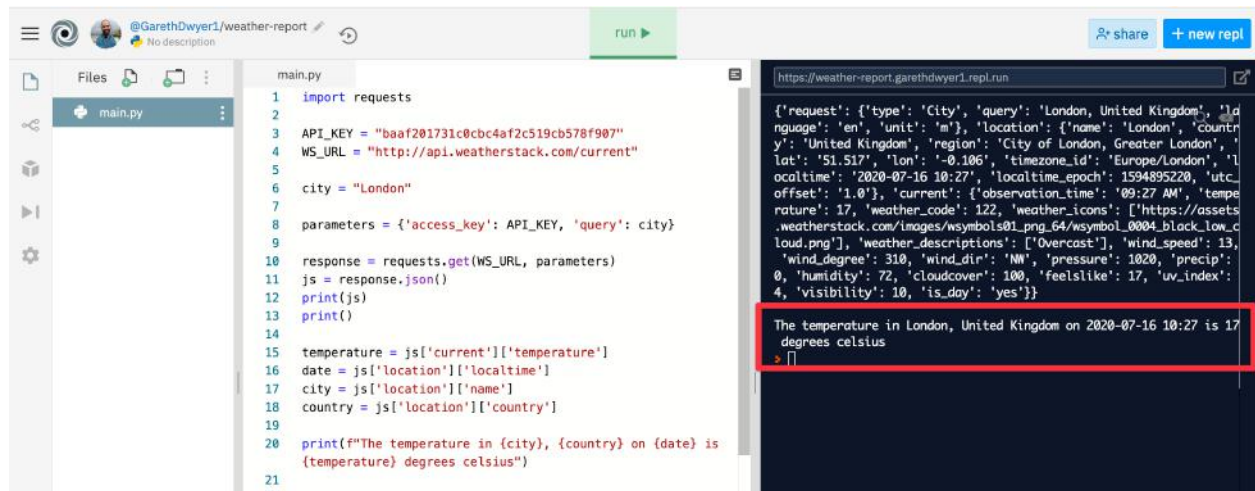 @GarethDwyer1/weather-report
No description
run
share
+ new repl
Files
main.py
main.py
1 import requests
2
3 API_KEY = "baaf201731c0cbc4af2c519cb578f907"
4 WS_URL = "http://api.weatherstack.com/current"
5
6 city = "London"
7
8 parameters = {'access_key': API_KEY, 'query': city}
9
10 response = requests.get(WS_URL, parameters)
11 js = response.json()
12 print(js)
13 print()
14
15 temperature = js['current']['temperature']
16 date = js['location']['localtime']
17 city = js['location']['name']
18 country = js['location']['country']
19
20 print(f"The temperature in {city}, {country} on {date} is
{temperature} degrees celsius")
21
https://weather-report.garethdwyer1.repl.run
{'request': {'type': 'City', 'query': 'London, United Kingdom', 'la
nguage': 'en', 'unit': 'm'}, 'location': {'name': 'London', 'countr
y': 'United Kingdom', 'region': 'City of London, Greater London', '
lat': '51.517', 'lon': '-0.106', 'timezone_id': 'Europe/London', 'l
ocaltime': '2020-07-16 10:27', 'localtime_epoch': 1594895220, 'utc_
offset': '1.0'}, 'current': {'observation_time': '09:27 AM', 'tempe
rature': 17, 'weather_code': 122, 'weather_icons': ['https://assets
.weatherstack.com/images/wsymbols01_png_64/wsymbol_0004_black_low_c
loud.png'], 'weather_descriptions': ['Overcast'], 'wind_speed': 13,
'wind_degree': 310, 'wind_dir': 'NW', 'pressure': 1020, 'precip':
0, 'humidity': 72, 'cloudcover': 100, 'feelslike': 17, 'uv_index':
4, 'visibility': 10, 'is_day': 'yes'}}
The temperature in London, United Kingdom on 2020-07-16 10:27 is 17
degrees celsius
>